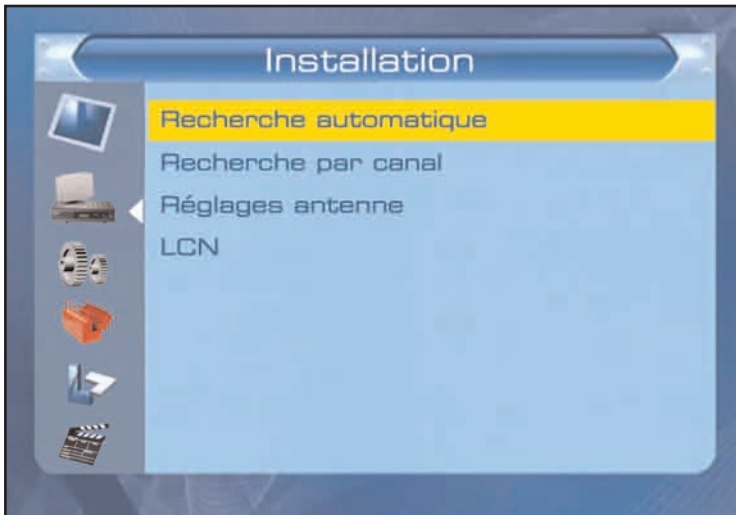 Installation
Recherche automatique
Recherche par canal
Réglages antenne
LCN